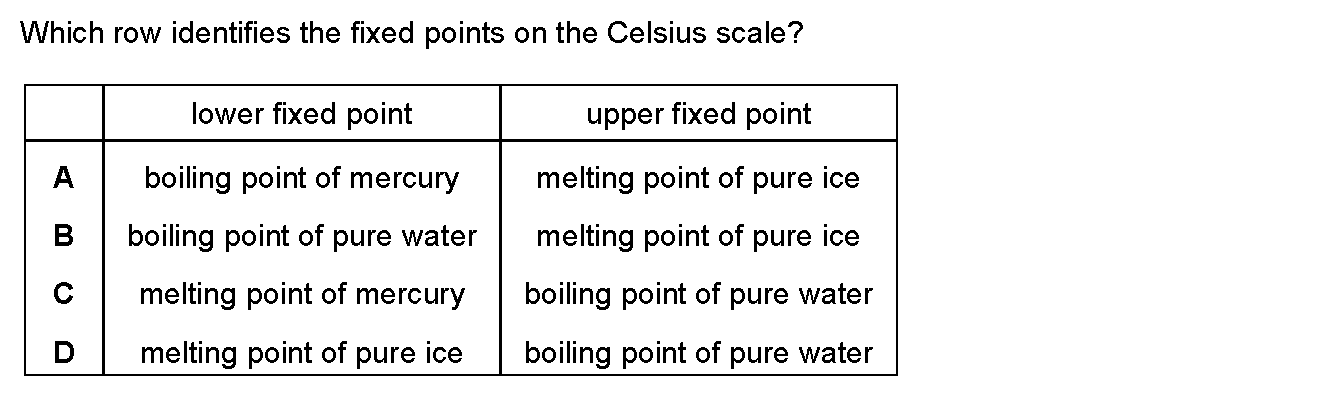 Which row identifies the fixed points on the Celsius scale?
lower fixed point upper fixed point
A boiling point of mercury melting point of pure ice
B boiling point of pure water melting point of pure ice
C melting point of mercury boiling point of pure water
D melting point of pure ice boiling point of pure water